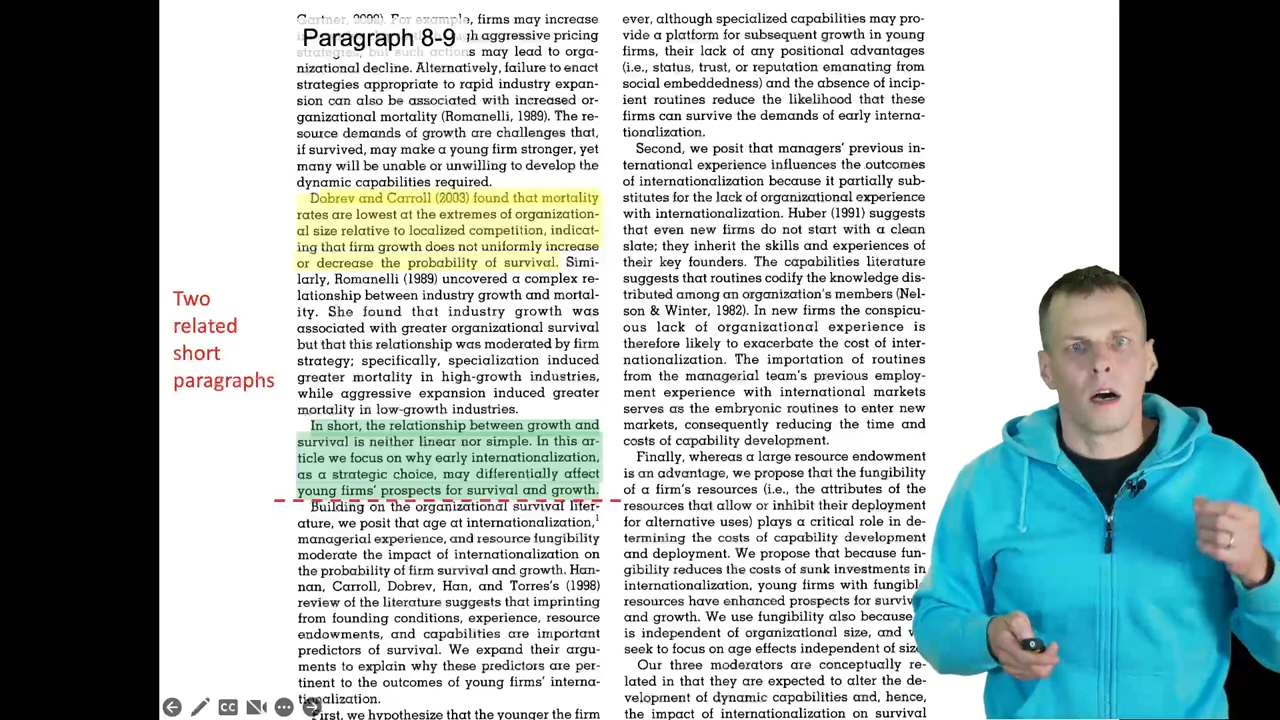 Gartner, 2002). For example, firms may increase
Paragraph 8-9
gh aggressive pricing
strategies, but such actions may lead to orga-
nizational decline. Alternatively, failure to enact
strategies appropriate to rapid industry expan-
sion can also be associated with increased or-
ganizational mortality (Romanelli, 1989). The re-
source demands of growth are challenges that,
if survived, may make a young firm stronger, yet
many will be unable or unwilling to develop the
dynamic capabilities required.
Dobrev and Carroll (2003) found that mortality
rates are lowest at the extremes of organization-
al size relative to localized competition, indicat-
ing that firm growth does not uniformly increase
or decrease the probability of survival. Simi-
larly, Romanelli (1989) uncovered a complex re-
lationship between industry growth and mortal-
ity. She found that industry growth was
associated with greater organizational survival
but that this relationship was moderated by firm
strategy; specifically, specialization induced
greater mortality in high-growth industries,
while aggressive expansion induced greater
mortality in low-growth industries.
In short, the relationship between growth and
survival is neither linear nor simple. In this ar-
ticle we focus on why early internationalization,
as a strategic choice, may differentially affect
young firms' prospects for survival and growth.
Building on the organizational survival liter-
ature, we posit that age at internationalization,¹
managerial experience, and resource fungibility
moderate the impact of internationalization on
the probability of firm survival and growth. Han-
nan, Carroll, Dobrev, Han, and Torres's (1998)
review of the literature suggests that imprinting
from founding conditions, experience, resource
endowments, and capabilities are important
predictors of survival. We expand their argu-
ments to explain why these predictors are per-
tinent to the outcomes of young firms' interna-
tionalization.
First, we hypothesize that the younger the firm
Two
related
short
paragraphs
CC
ever, although specialized capabilities may pro-
vide a platform for subsequent growth in young
firms, their lack of any positional advantages
(i.e., status, trust, or reputation emanating from
social embeddedness) and the absence of incip-
ient routines reduce the likelihood that these
firms can survive the demands of early interna-
tionalization.
Second, we posit that managers' previous in-
ternational experience influences the outcomes
of internationalization because it partially sub-
stitutes for the lack of organizational experience
with internationalization. Huber (1991) suggests
that even new firms do not start with a clean
slate; they inherit the skills and experiences of
their key founders. The capabilities literature
suggests that routines codify the knowledge dis-
tributed among an organization's members (Nel-
son & Winter, 1982). In new firms the conspicu-
ous lack of organizational experience is
therefore likely to exacerbate the cost of inter-
nationalization. The importation of routines
from the managerial team's previous employ-
ment experience with international markets
serves as the embryonic routines to enter new
markets, consequently reducing the time and
costs of capability development.
Finally, whereas a large resource endowment
is an advantage, we propose that the fungibility
of a firm's resources (i.e., the attributes of the
resources that allow or inhibit their deployment
for alternative uses) plays a critical role in de-
termining the costs of capability development
and deployment. We propose that because fun-
gibility reduces the costs of sunk investments in
internationalization, young firms with fungible
resources have enhanced prospects for surviv
and growth. We use fungibility also because
is independent of organizational size, and
seek to focus on age effects independent of size
Our three moderators are conceptually re-
lated in that they are expected to alter the de-
velopment of dynamic capabilities and, hence,
the impact of internationalization on survival